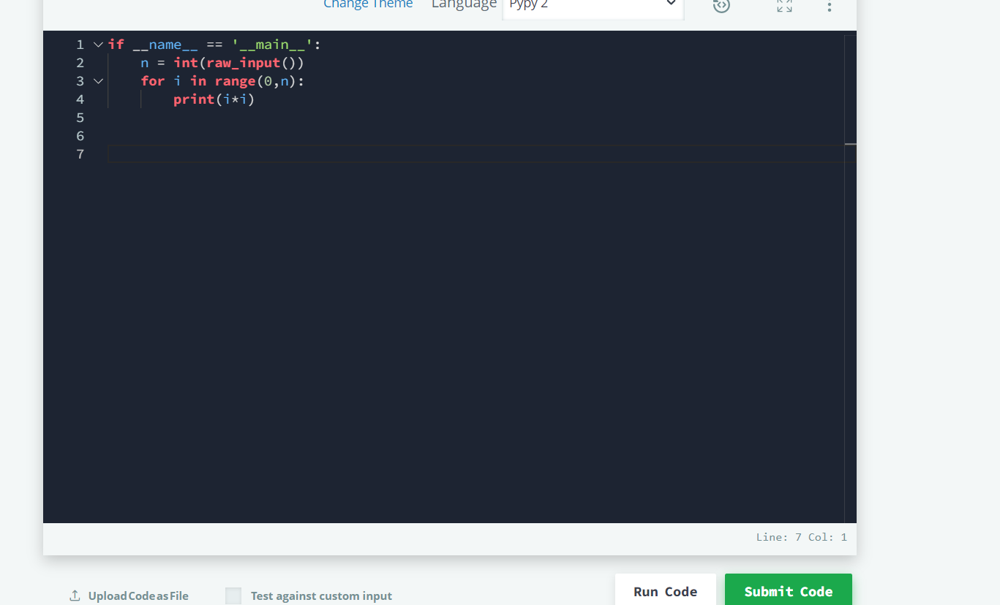 Change Theme Language Pypy 2
1 if __name__ == '__main__':
2 n = int(raw_input())
3 for i in range(0,n):
4 print(i*i)
5
6
7
Line: 7 Col: 1
Upload Code as File Test against custom input Run Code Submit Code